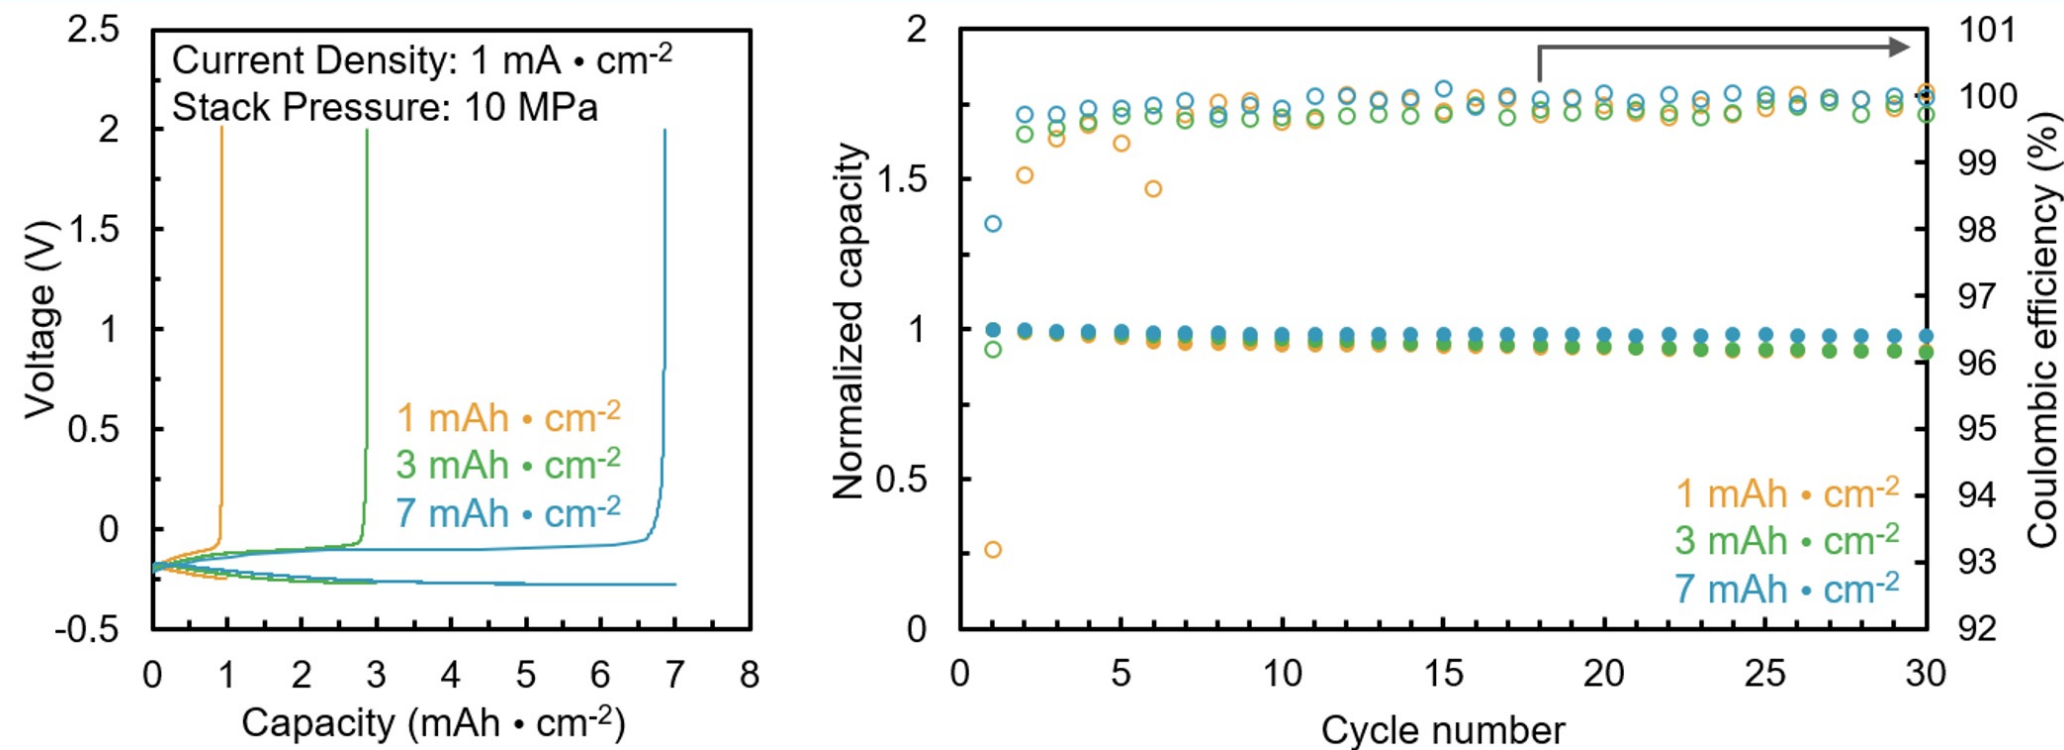 2.5
2
1.5
1
0.5
0
-0.5
Voltage (V)
Current Density: 1 mA • cm-2
Stack Pressure: 10 MPa
1 mAh • cm-2
3 mAh • cm-2
7 mAh • cm-2
0 1 2 3 4 5 6 7 8
Capacity (mAh • cm-2)
2
1.5
1
0.5
0
Normalized capacity
1 mAh • cm-2
3 mAh • cm-2
7 mAh • cm-2
101
100
99
98
97
96
95
94
93
92
Coulombic efficiency (%)
0 5 10 15 20 25 30
Cycle number